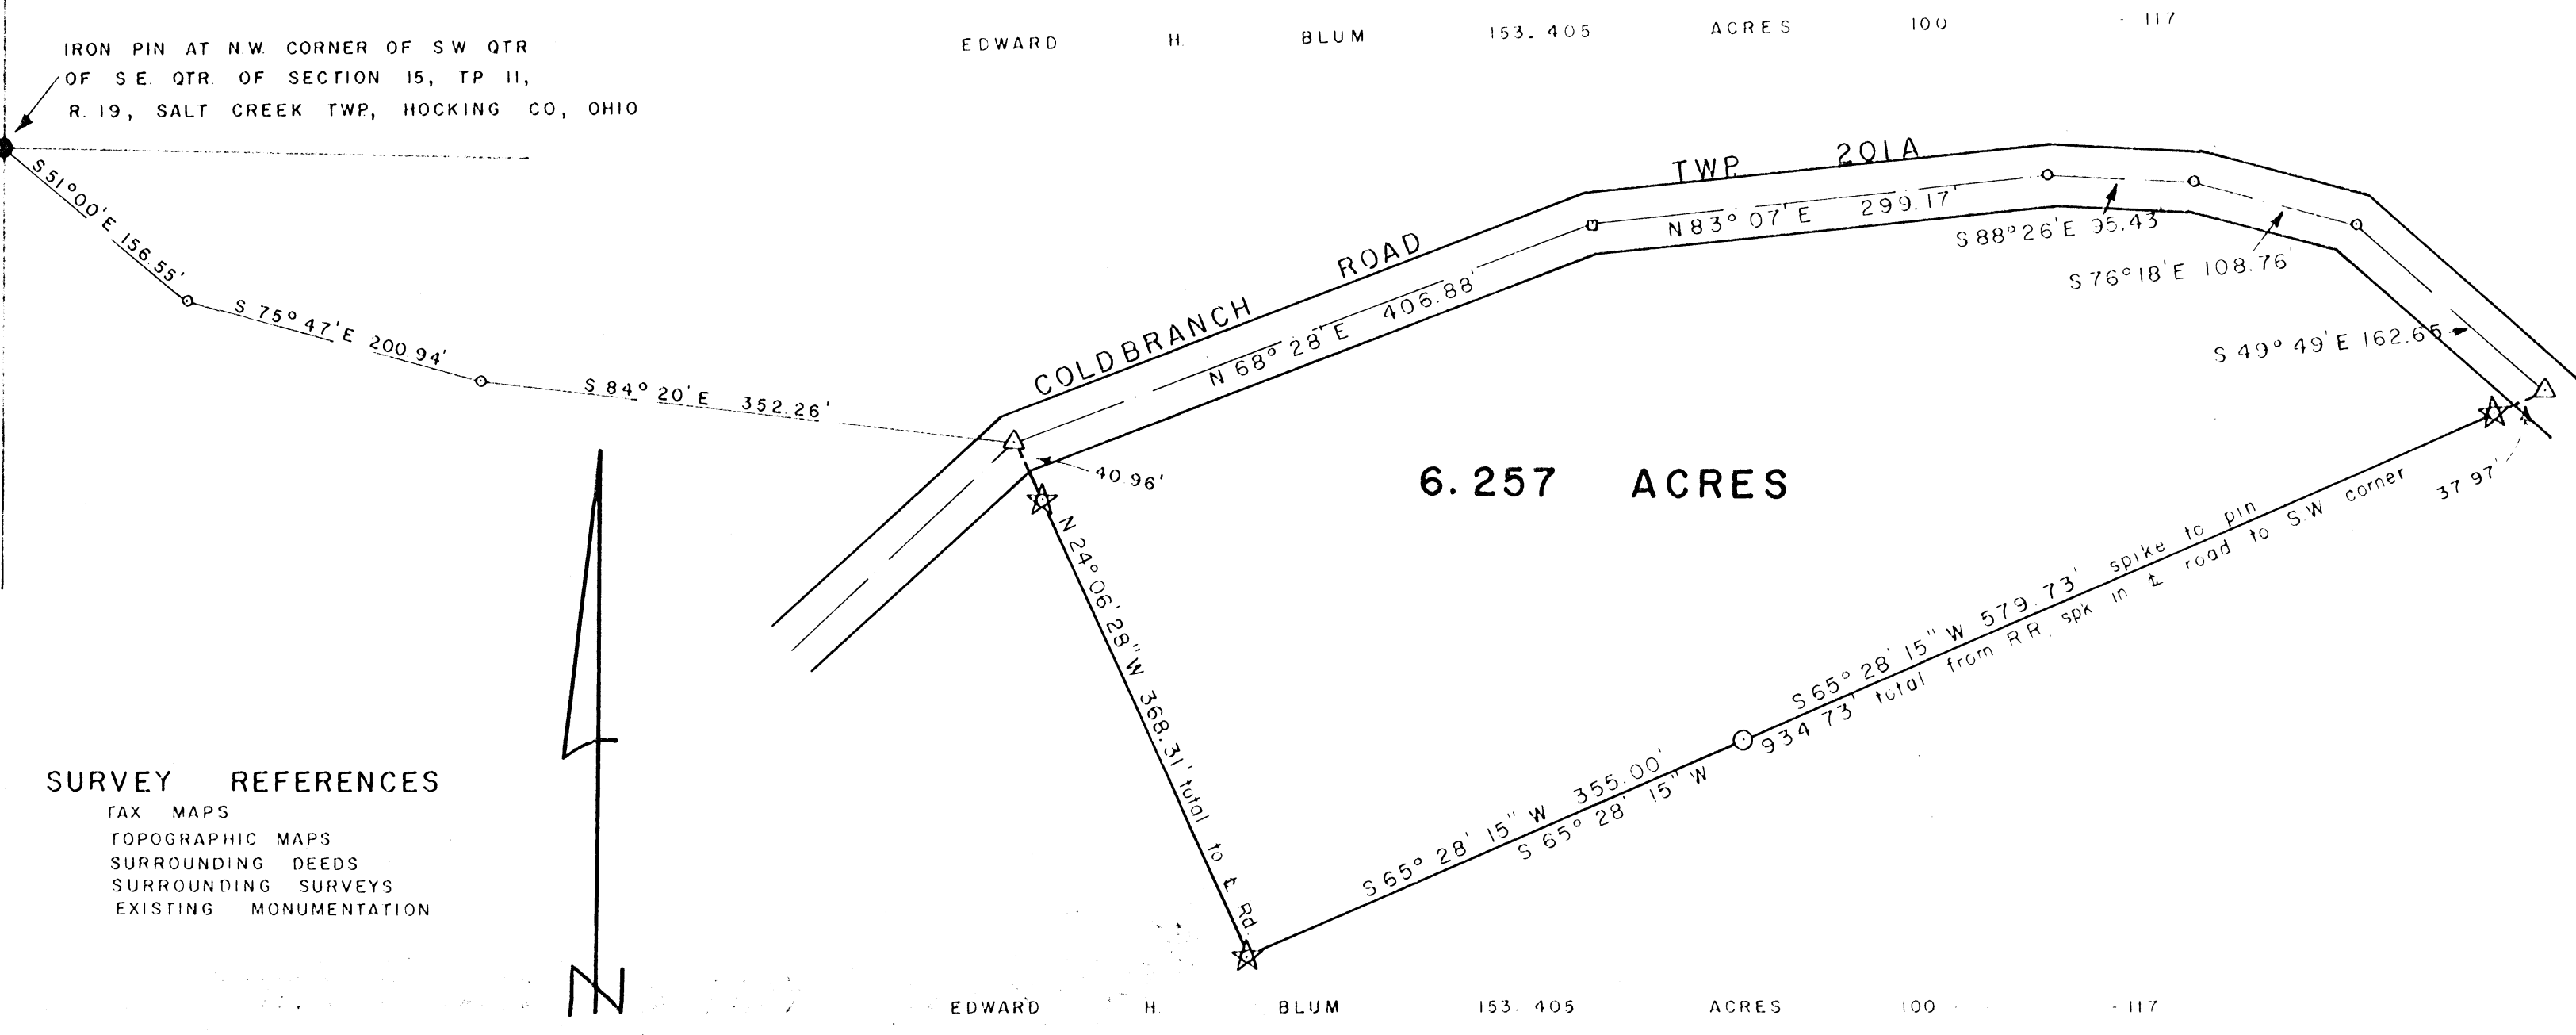 EDWARD H. BLUM 153.405 ACRES 100 - 117
IRON PIN AT N.W. CORNER OF S.W. QTR.
OF S.E. QTR. OF SECTION 15, TP 11,
R. 19, SALT CREEK TWP, HOCKING CO, OHIO
S 51° 00' E 156.55'
S 75° 47' E 200.94'
S 84° 20' E 352.26'
COLDBRANCH ROAD TWP. 201A
N 68° 28' E 406.88'
N 83° 07' E 299.17'
S 88° 26' E 95.43'
S 76° 18' E 108.76'
S 49° 49' E 162.65
40.96'
37.97'
6.257 ACRES
N 24° 06' 28" W 368.31' total to ℄ Rd.
S 65° 28' 15" W 579.73' spike to pin
934.73' total from R.R. spk in ℄ road to S.W. corner
S 65° 28' 15" W 355.00'
S 65° 28' 15" W
SURVEY REFERENCES
TAX MAPS
TOPOGRAPHIC MAPS
SURROUNDING DEEDS
SURROUNDING SURVEYS
EXISTING MONUMENTATION
N
EDWARD H. BLUM 153.405 ACRES 100 - 117